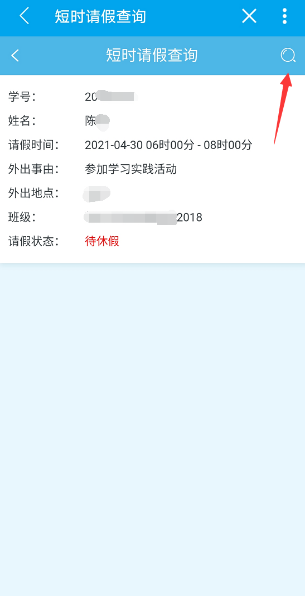 短时请假查询
短时请假查询
学号： 20
姓名： 陈
请假时间： 2021-04-30 06时00分 - 08时00分
外出事由： 参加学习实践活动
外出地点：
班级： 2018
请假状态： 待休假